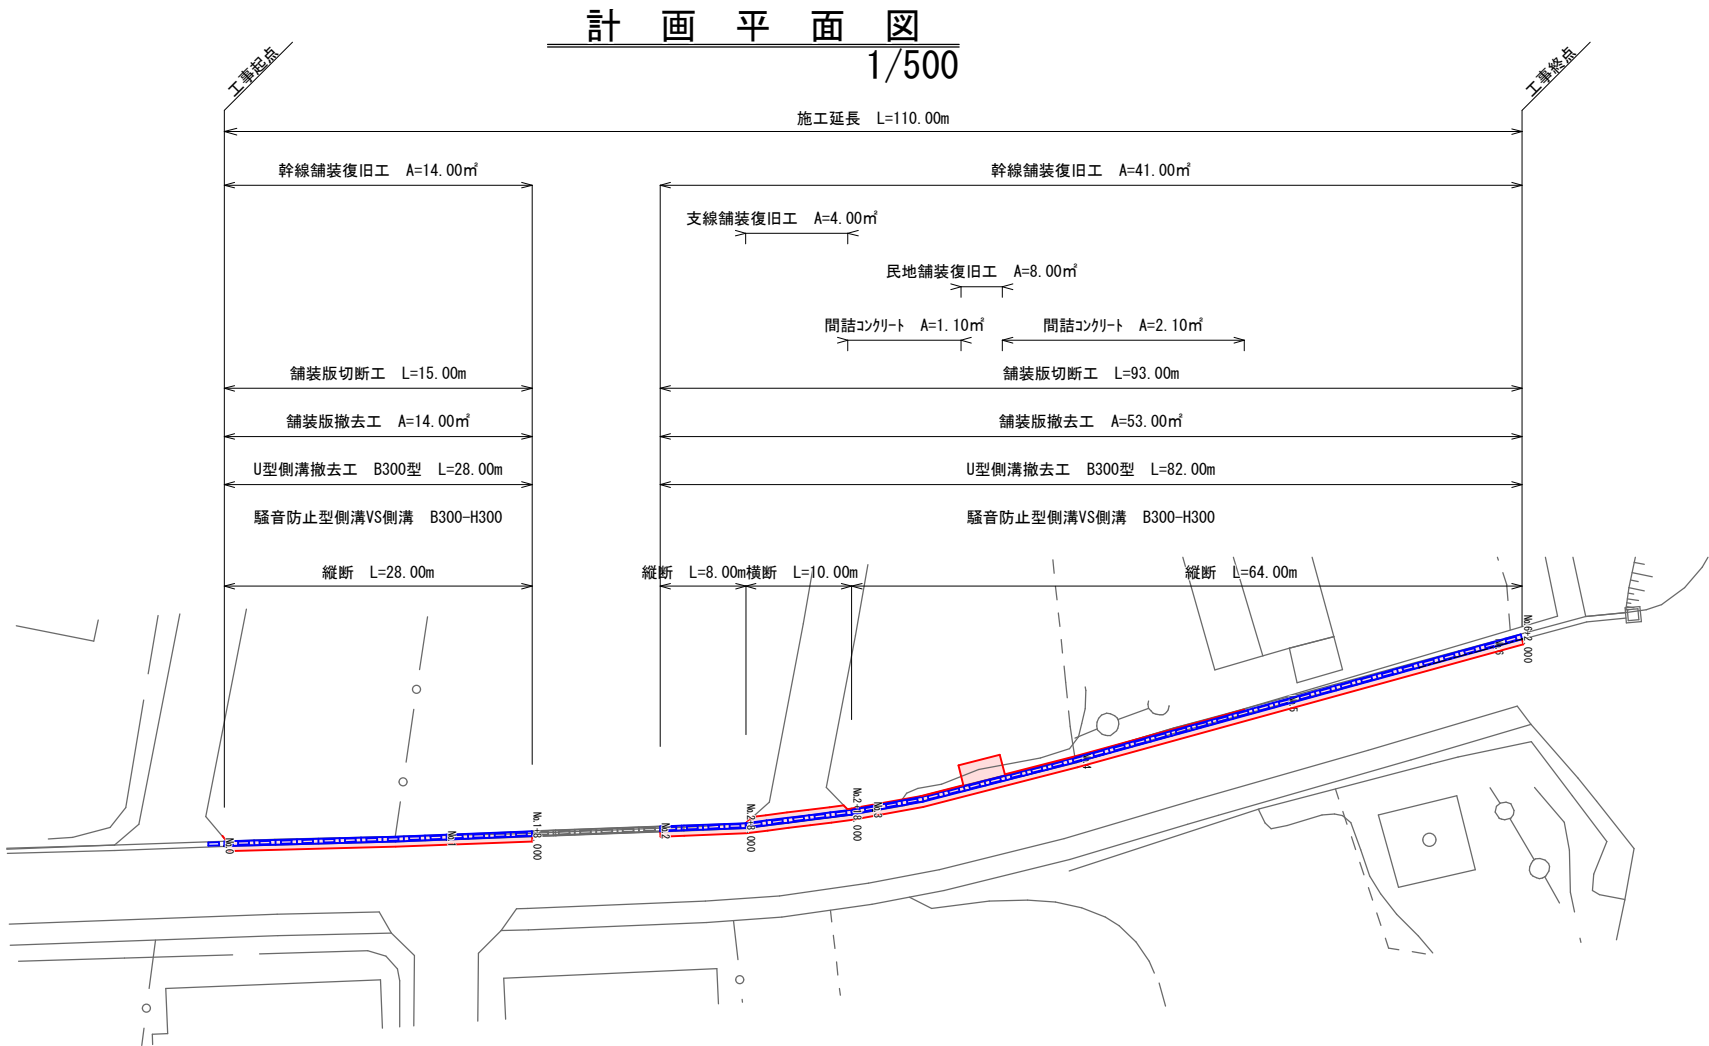 計画平面図
1/500
工事起点
工事終点
施工延長 L=110.00m
幹線舗装復旧工 A=14.00㎡
幹線舗装復旧工 A=41.00㎡
支線舗装復旧工 A=4.00㎡
民地舗装復旧工 A=8.00㎡
間詰ｺﾝｸﾘｰﾄ A=1.10㎡
間詰ｺﾝｸﾘｰﾄ A=2.10㎡
舗装版切断工 L=15.00m
舗装版切断工 L=93.00m
舗装版撤去工 A=14.00㎡
舗装版撤去工 A=53.00㎡
U型側溝撤去工 B300型 L=28.00m
U型側溝撤去工 B300型 L=82.00m
騒音防止型側溝VS側溝 B300-H300
騒音防止型側溝VS側溝 B300-H300
縦断 L=28.00m
縦断 L=8.00m
横断 L=10.00m
縦断 L=64.00m
No.0
No.1
No.1+8.000
No.2
No.2+8.000
No.2+18.000
No.3
No.4
No.5
No.6
No.6+2.000